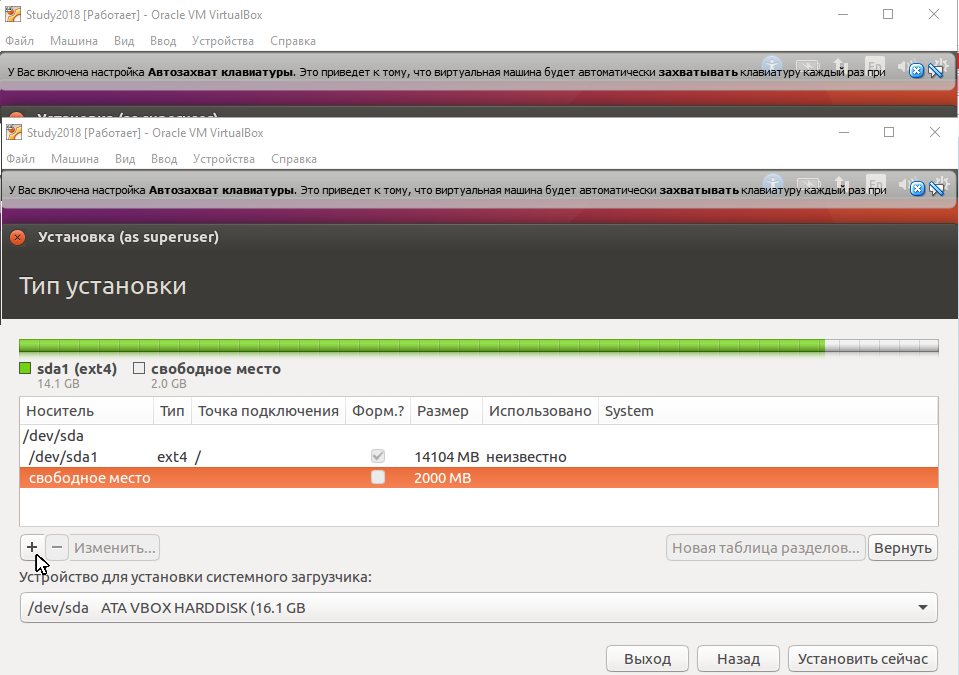 Study2018 [Работает] - Oracle VM VirtualBox
Файл Машина Вид Ввод Устройства Справка
У Вас включена настройка Автозахват клавиатуры. Это приведет к тому, что виртуальная машина будет автоматически захватывать клавиатуру каждый раз при
Установка (as superuser)
Study2018 [Работает] - Oracle VM VirtualBox
Файл Машина Вид Ввод Устройства Справка
У Вас включена настройка Автозахват клавиатуры. Это приведет к тому, что виртуальная машина будет автоматически захватывать клавиатуру каждый раз при
Установка (as superuser)
Тип установки
sda1 (ext4) свободное место
14.1 GB 2.0 GB
Носитель Тип Точка подключения Форм.? Размер Использовано System
/dev/sda
/dev/sda1 ext4 / 14104 MB неизвестно
свободное место 2000 MB
+ − Изменить... Новая таблица разделов... Вернуть
Устройство для установки системного загрузчика:
/dev/sda ATA VBOX HARDDISK (16.1 GB
Выход Назад Установить сейчас